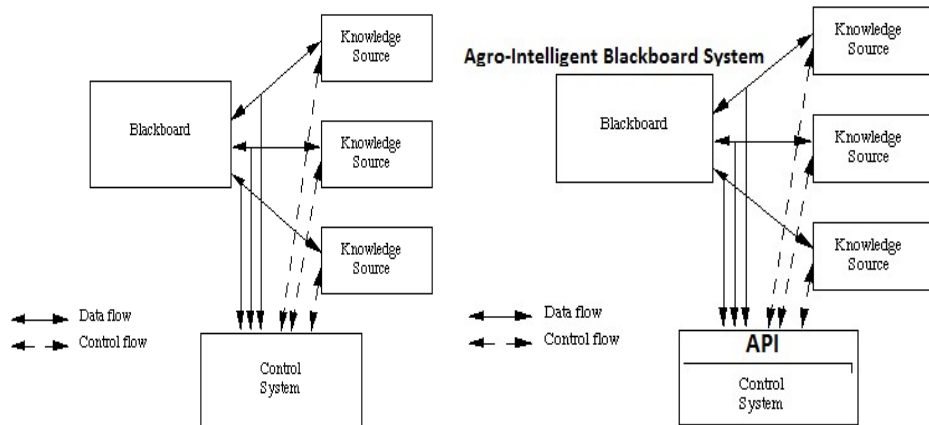 Knowledge
Source
Blackboard
Knowledge
Source
Knowledge
Source
Data flow
Control flow
Control
System
Agro-Intelligent Blackboard System
Knowledge
Source
Blackboard
Knowledge
Source
Knowledge
Source
Data flow
Control flow
API
Control
System